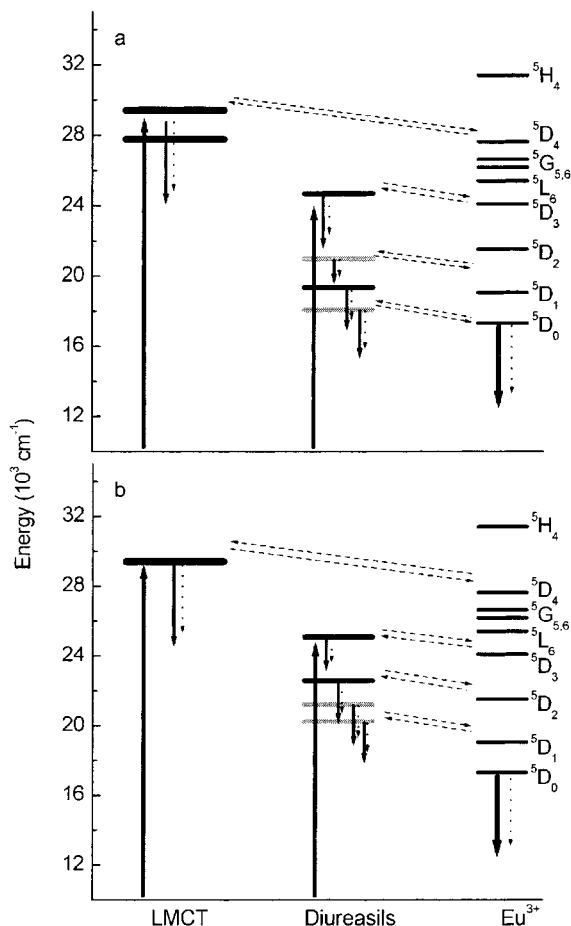 a
32
28
24
20
16
12
⁵H₄
⁵D₄
⁵G₅,₆
⁵L₆
⁵D₃
⁵D₂
⁵D₁
⁵D₀
Energy (10³ cm⁻¹)
b
32
28
24
20
16
12
⁵H₄
⁵D₄
⁵G₅,₆
⁵L₆
⁵D₃
⁵D₂
⁵D₁
⁵D₀
LMCT Diureasils Eu³⁺